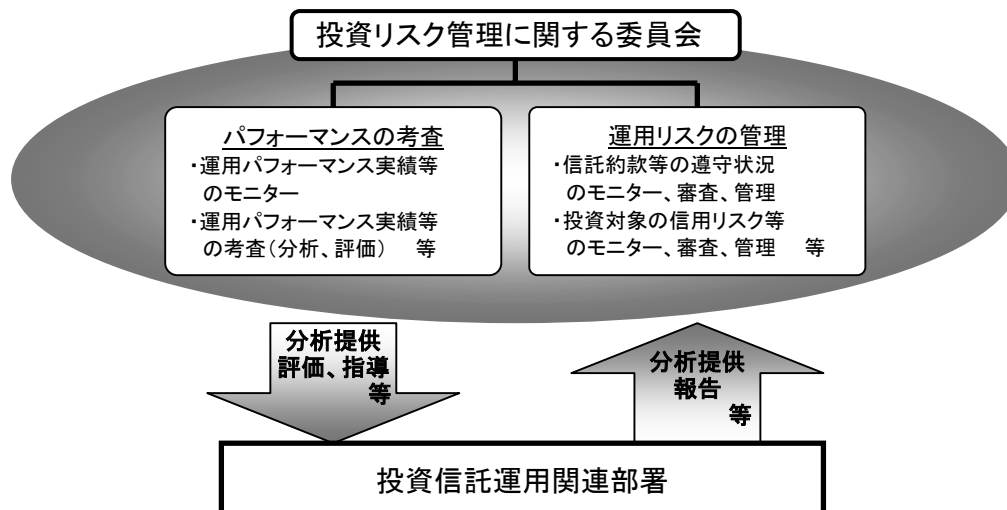 投資リスク管理に関する委員会
パフォーマンスの考査
・運用パフォーマンス実績等
のモニター
・運用パフォーマンス実績等
の考査(分析、評価) 等
運用リスクの管理
・信託約款等の遵守状況
のモニター、審査、管理
・投資対象の信用リスク等
のモニター、審査、管理 等
分析提供
評価、指導
等
分析提供
報告
等
投資信託運用関連部署